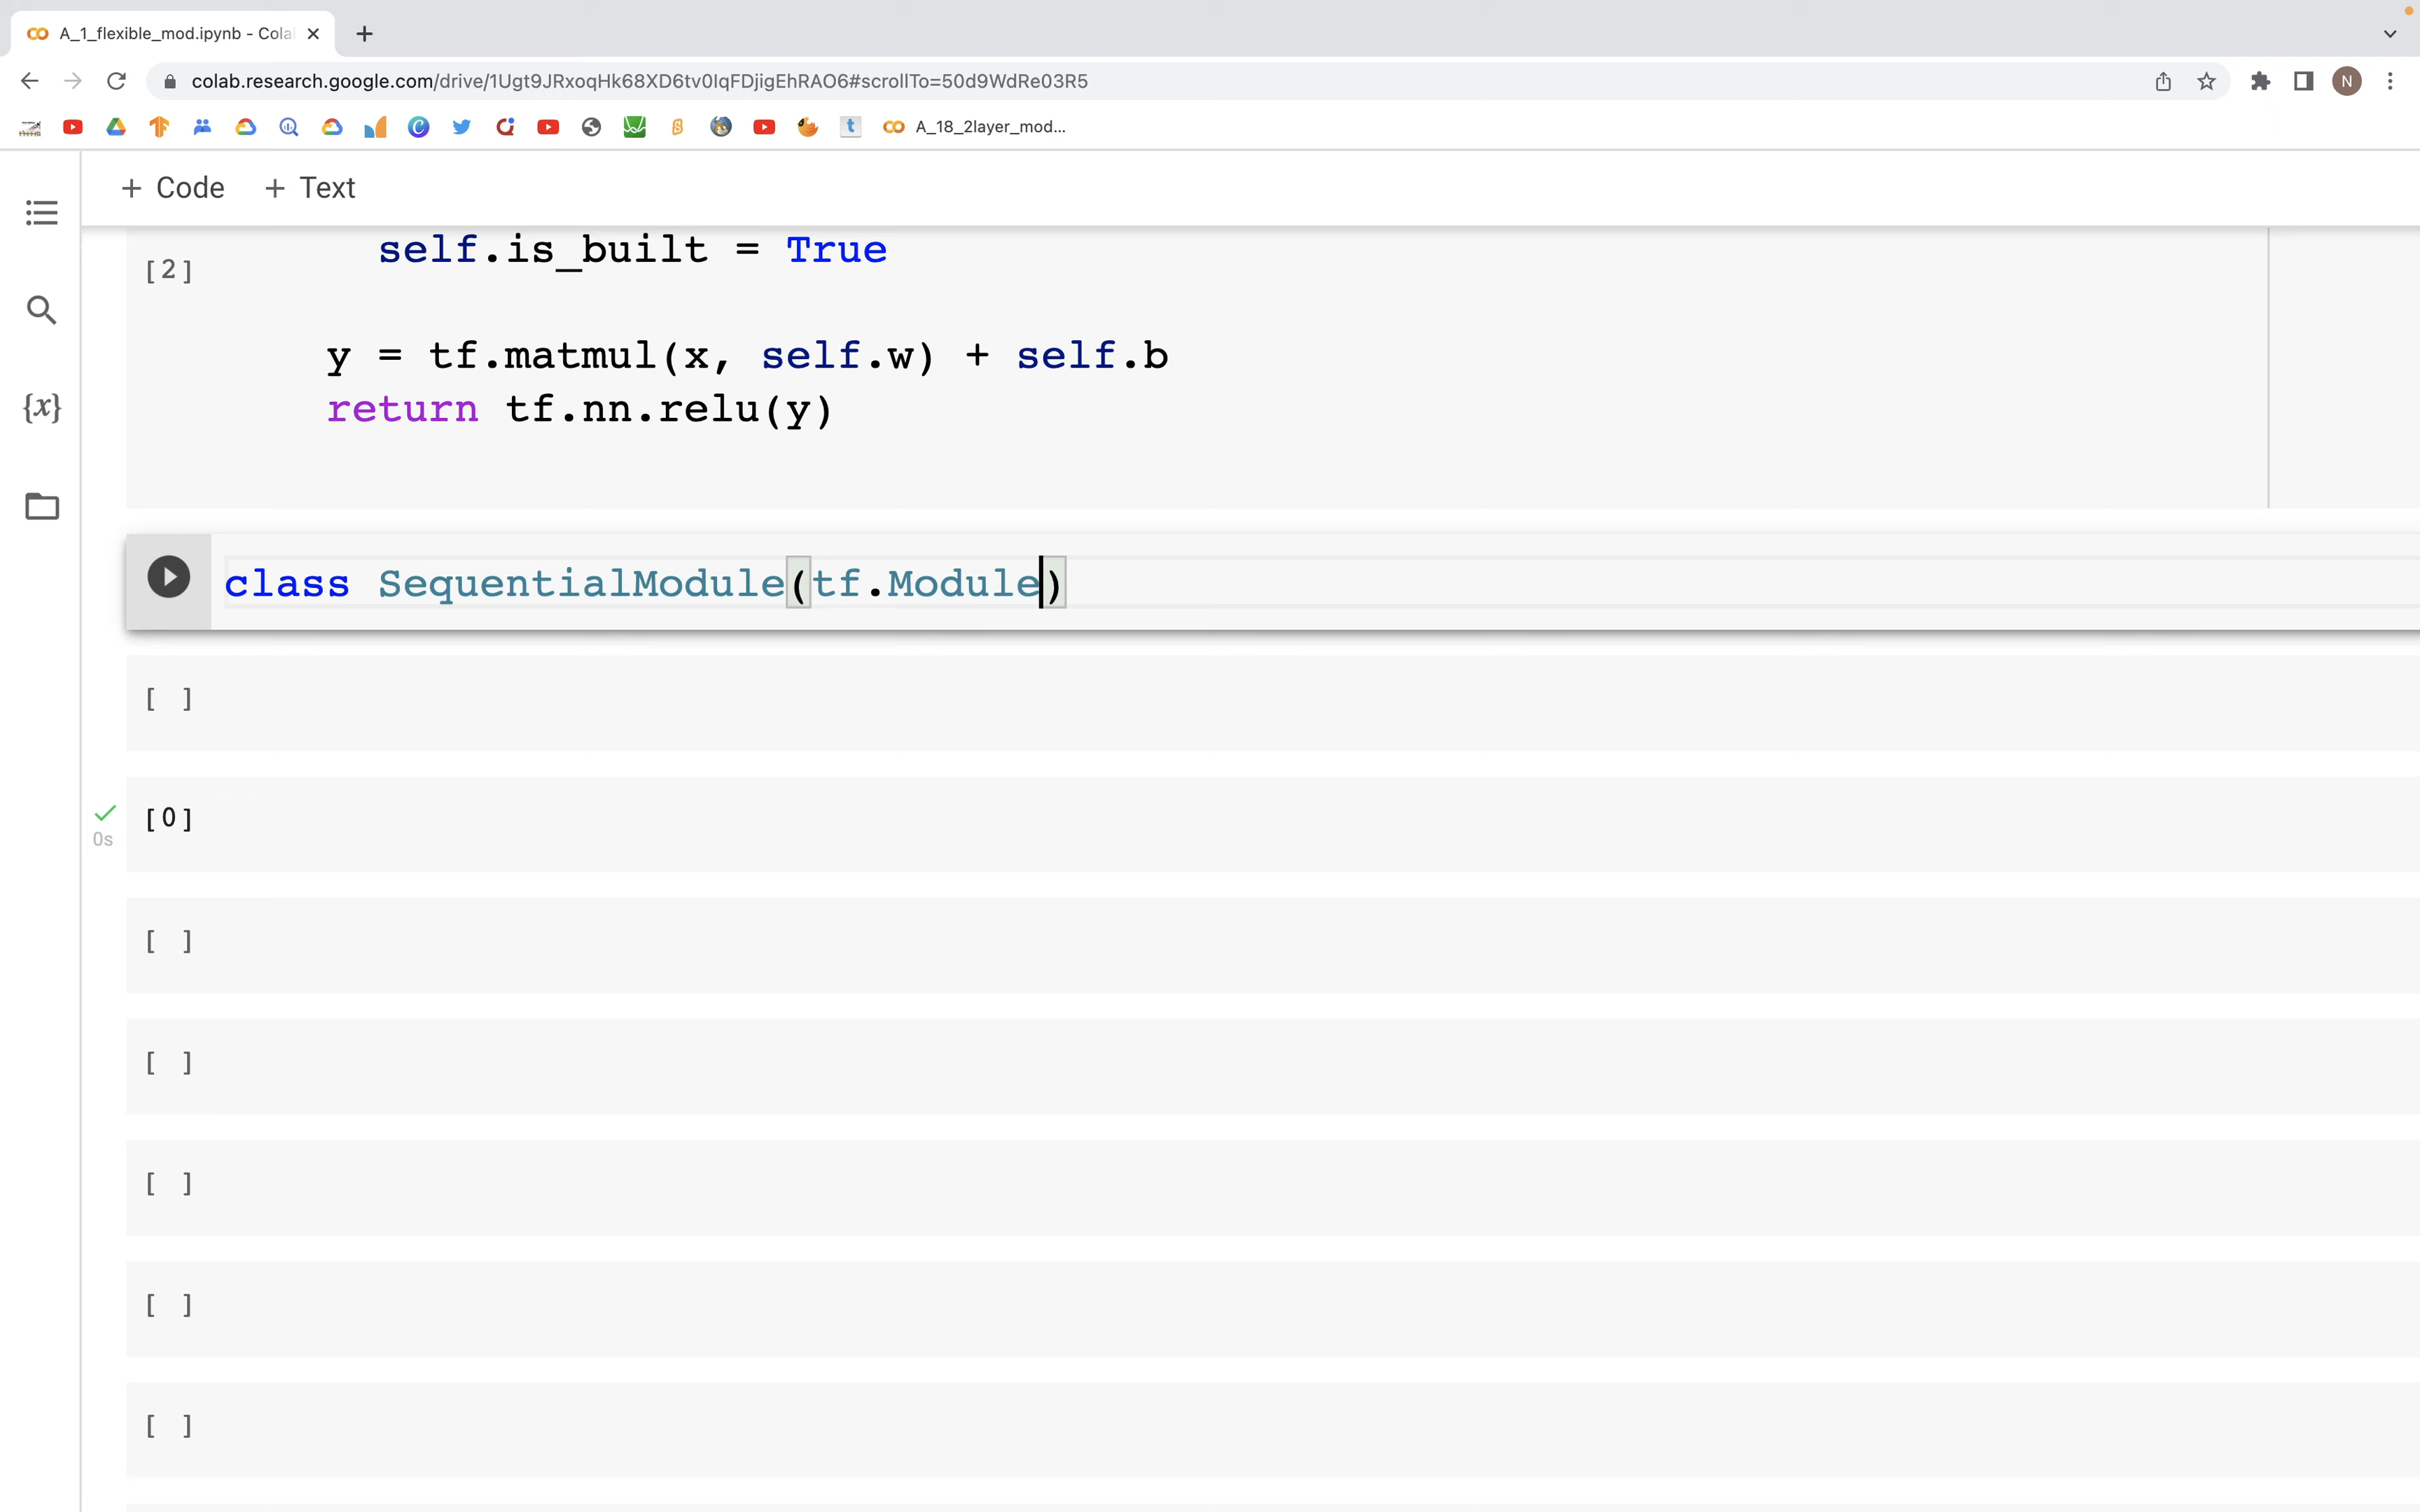 A_1_flexible_mod.ipynb - Cola
colab.research.google.com/drive/1Ugt9JRxoqHk68XD6tv0IqFDjigEhRAO6#scrollTo=50d9WdRe03R5
N
A_18_2layer_mod...
+ Code + Text
{x}
[2]
self.is_built = True
y = tf.matmul(x, self.w) + self.b
return tf.nn.relu(y)
class SequentialModule(tf.Module)
[ ]
[0]
0s
[ ]
[ ]
[ ]
[ ]
[ ]